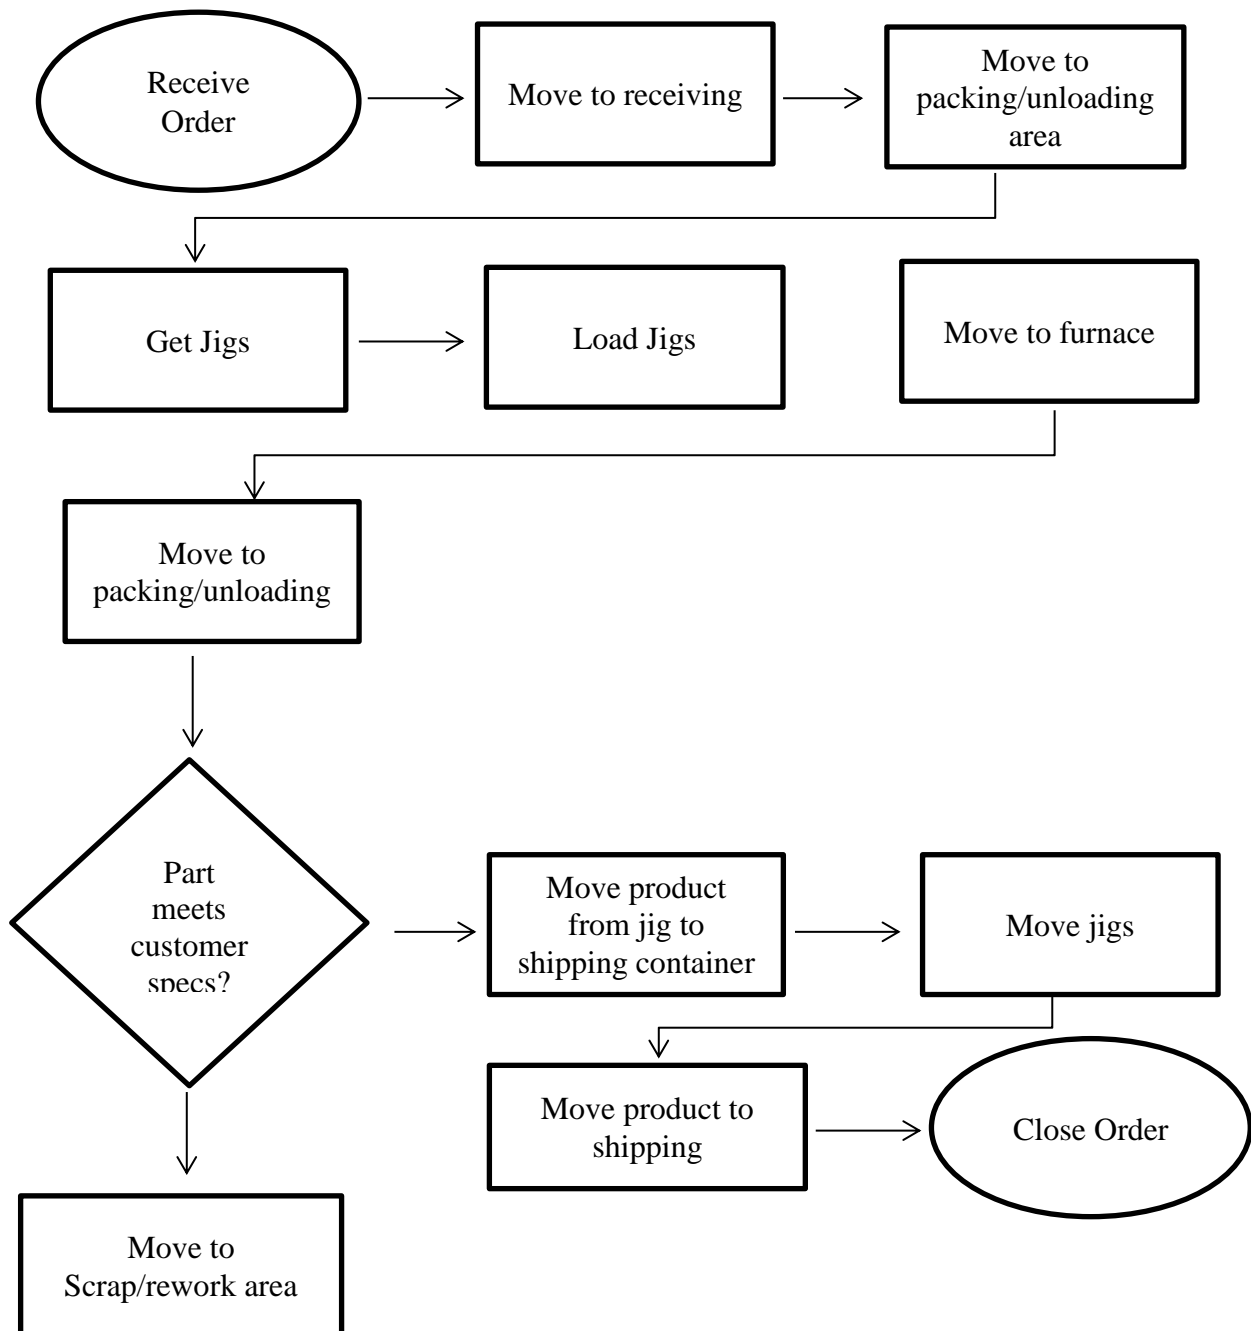 Receive
Order
Move to receiving
Move to
packing/unloading
area
Get Jigs
Load Jigs
Move to furnace
Move to
packing/unloading
Part
meets
customer
specs?
Move product
from jig to
shipping container
Move jigs
Move product to
shipping
Close Order
Move to
Scrap/rework area